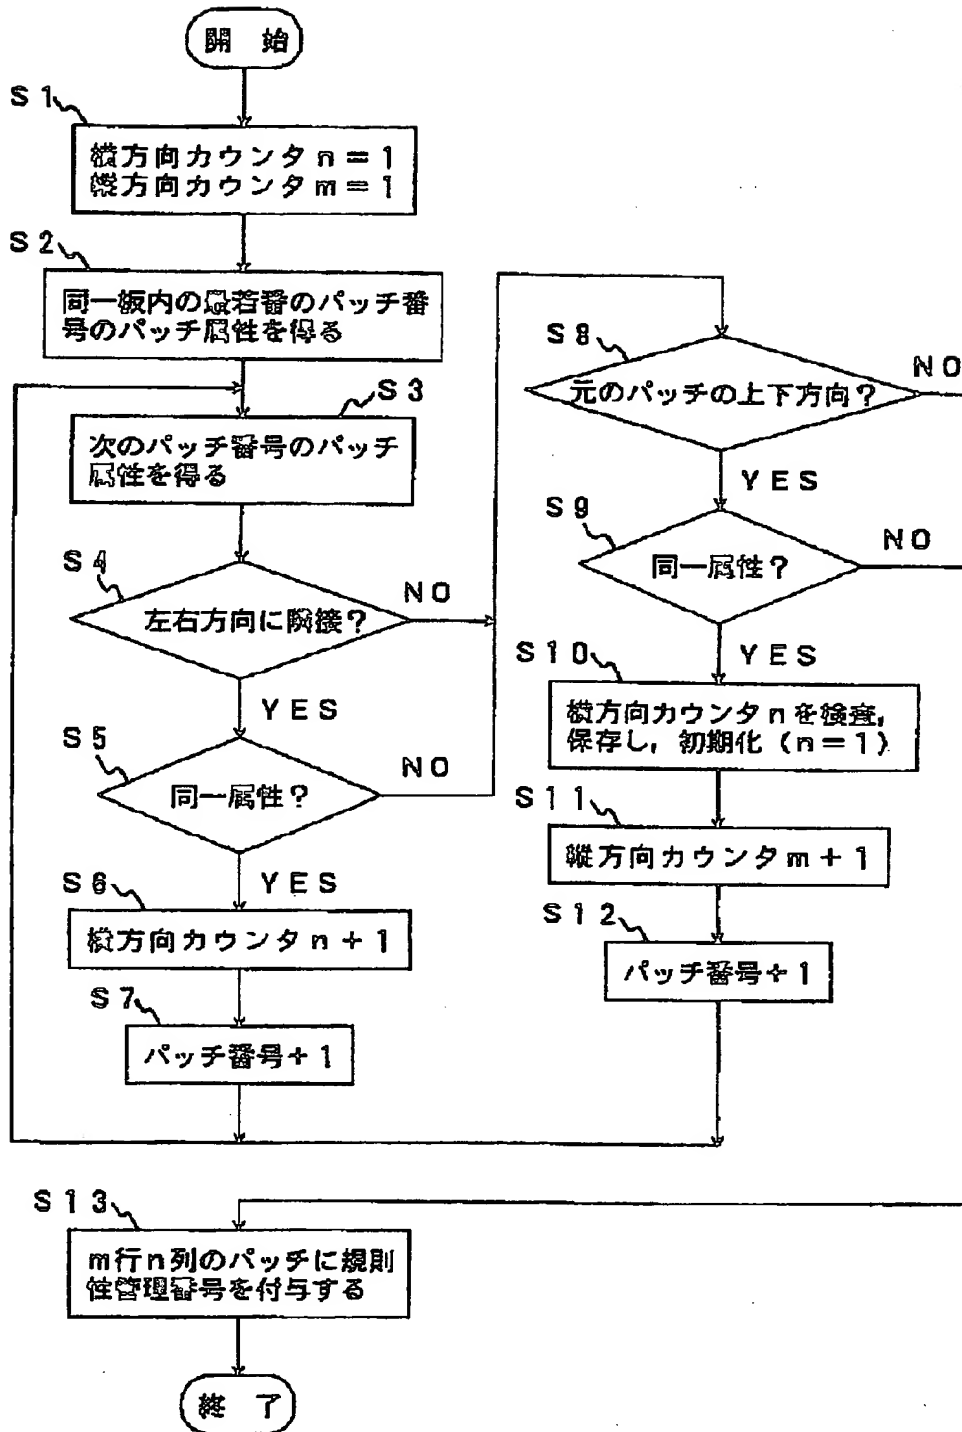 開 始
S1
横方向カウンタn=1
縦方向カウンタm=1
S2
同一板内の最若番のパッチ番
号のパッチ属性を得る
S3
次のパッチ番号のパッチ
属性を得る
S4
左右方向に隣接?
NO
YES
S5
同一属性?
NO
YES
S6
横方向カウンタn+1
S7
パッチ番号+1
S8
元のパッチの上下方向?
NO
YES
S9
同一属性?
NO
YES
S10
横方向カウンタnを検査,
保存し, 初期化 (n=1)
S11
縦方向カウンタm+1
S12
パッチ番号+1
S13
m行n列のパッチに規則
性管理番号を付与する
終 了